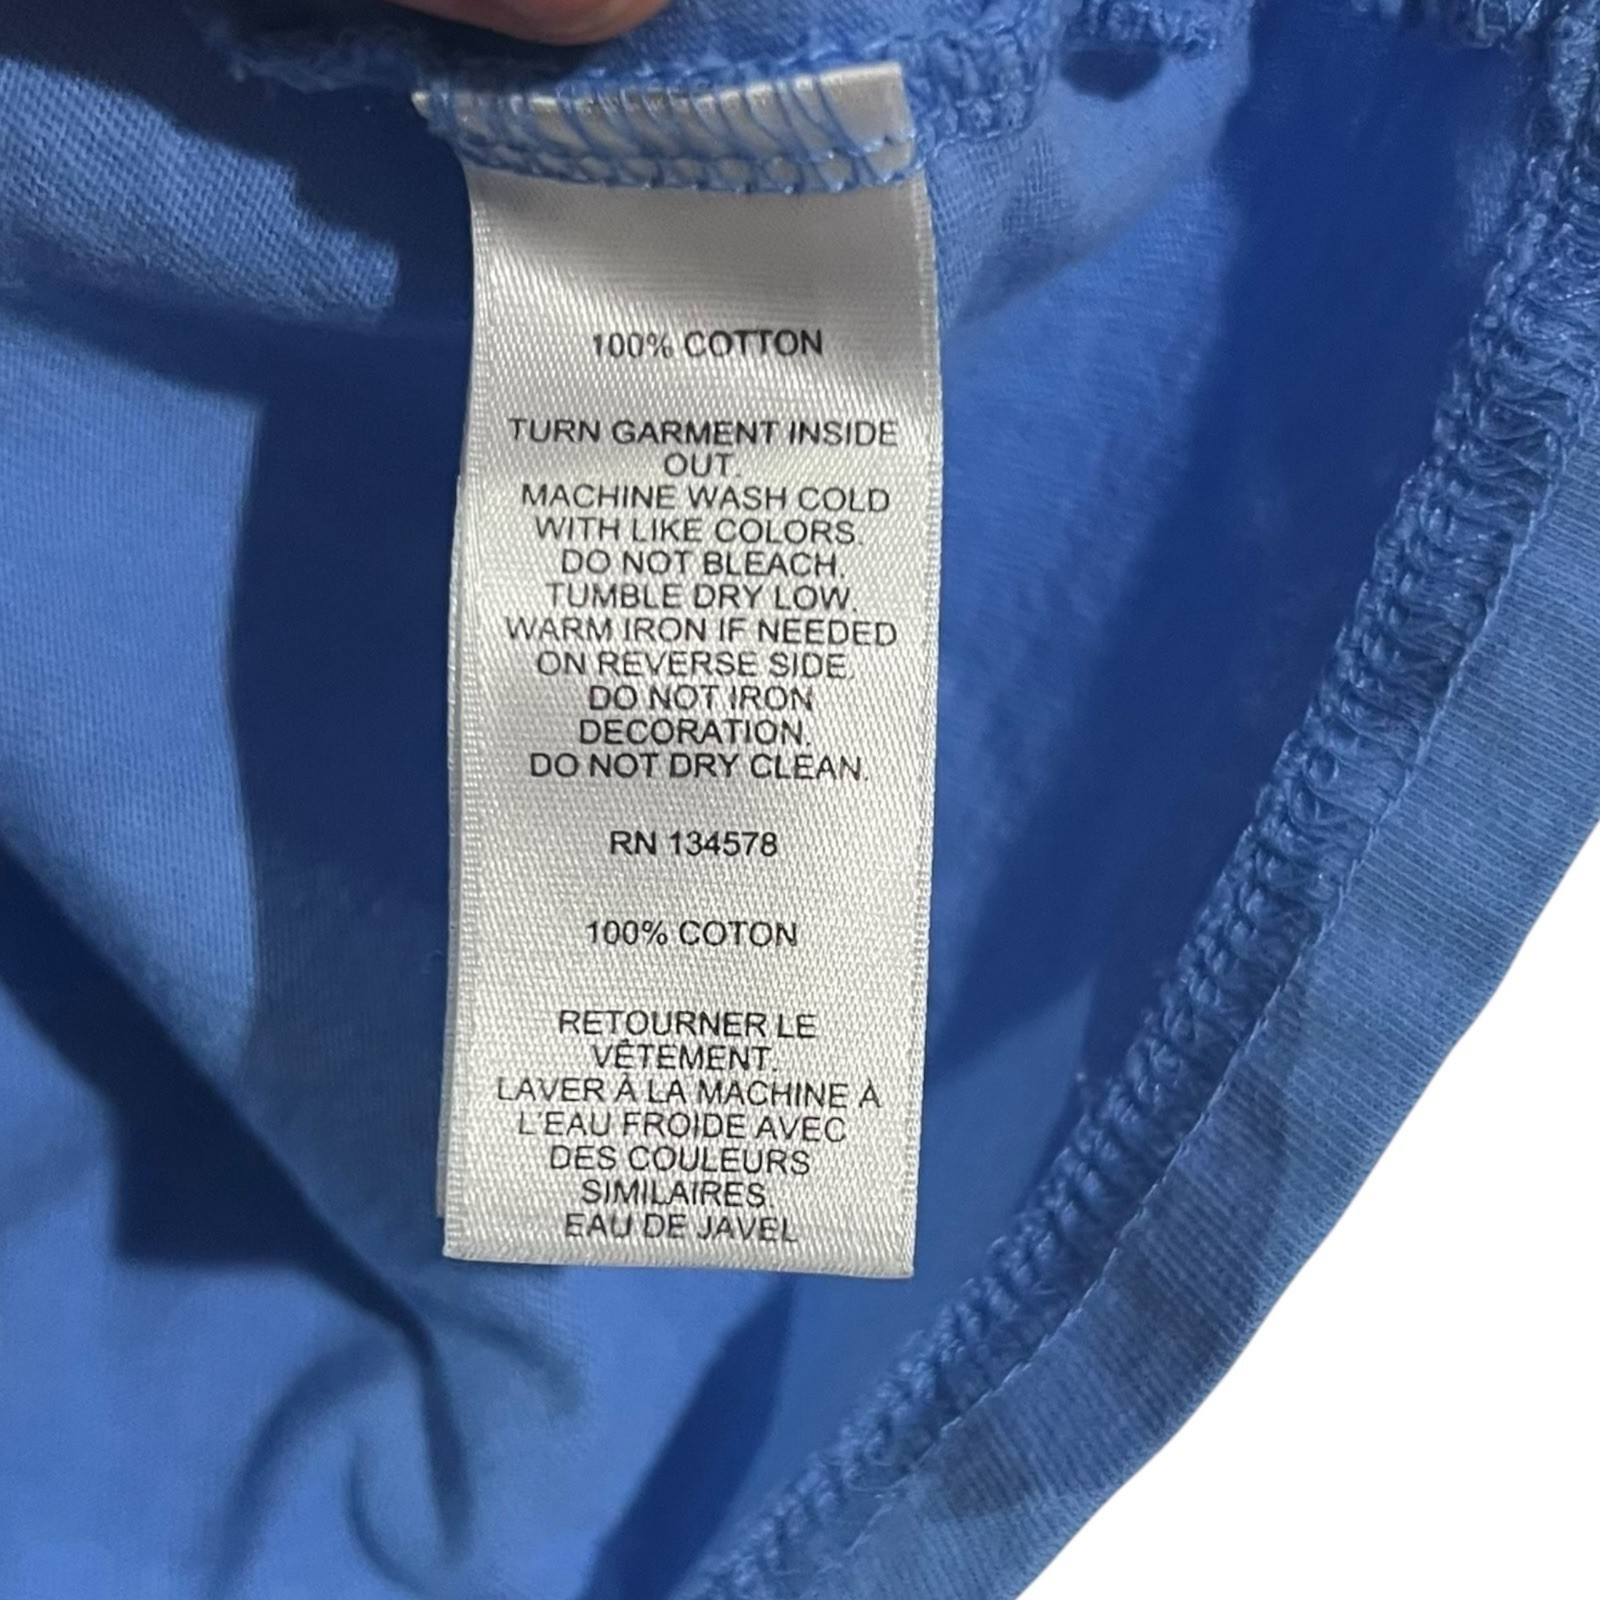 100% COTTON
TURN GARMENT INSIDE
OUT.
MACHINE WASH COLD
WITH LIKE COLORS.
DO NOT BLEACH.
TUMBLE DRY LOW.
WARM IRON IF NEEDED
ON REVERSE SIDE.
DO NOT IRON
DECORATION.
DO NOT DRY CLEAN.
RN 134578
100% COTON
RETOURNER LE
VÊTEMENT.
LAVER À LA MACHINE À
L'EAU FROIDE AVEC
DES COULEURS
SIMILAIRES.
EAU DE JAVEL